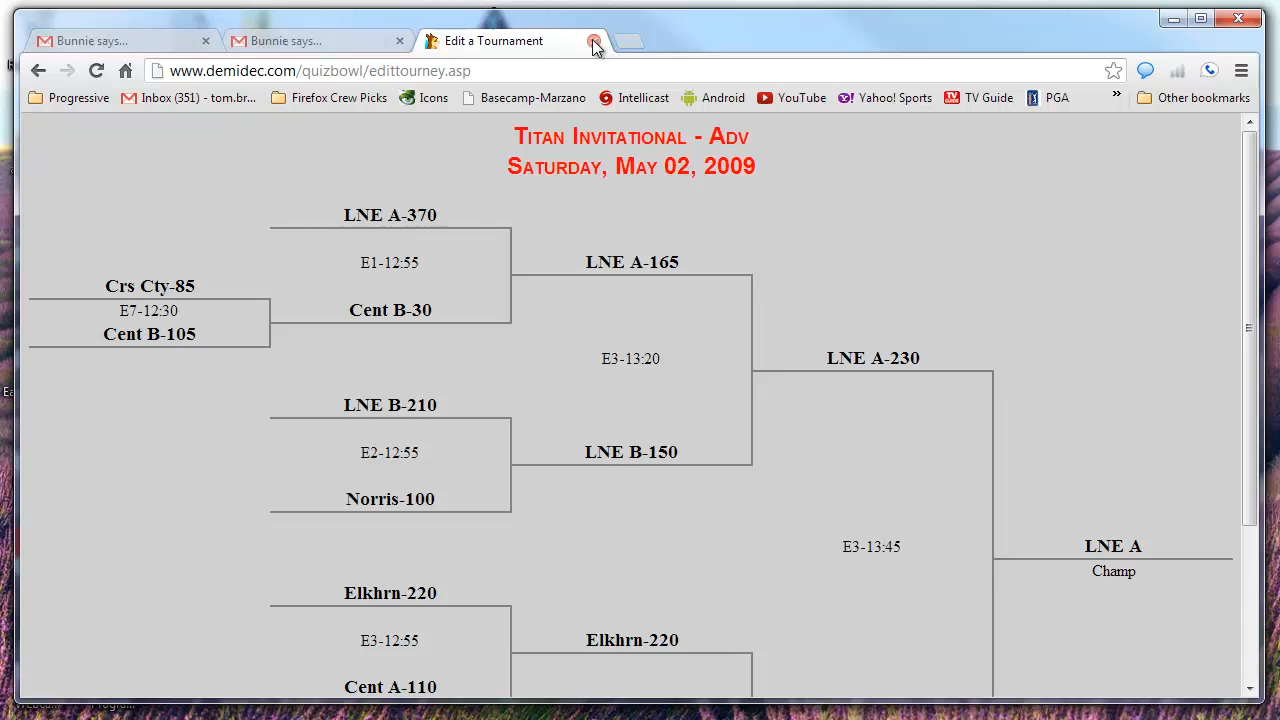 Bunnie says...
Bunnie says...
Edit a Tournament
www.demidec.com/quizbowl/edittourney.asp
Progressive
Inbox (351) - tom.br...
Firefox Crew Picks
Icons
Basecamp-Marzano
Intellicast
Android
YouTube
Yahoo! Sports
TV Guide
PGA
»
Other bookmarks
Titan Invitational - Adv
Saturday, May 02, 2009
LNE A-370
E1-12:55
LNE A-165
Crs Cty-85
E7-12:30
Cent B-30
Cent B-105
E3-13:20
LNE A-230
LNE B-210
E2-12:55
LNE B-150
Norris-100
E3-13:45
LNE A
Champ
Elkhrn-220
E3-12:55
Elkhrn-220
Cent A-110